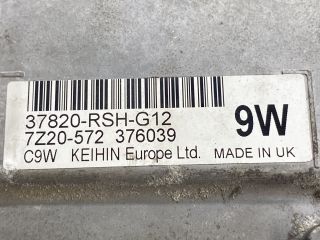 37820-RSH-G12
7Z20-572 376039
9W
C9W KEIHIN Europe Ltd. MADE IN UK